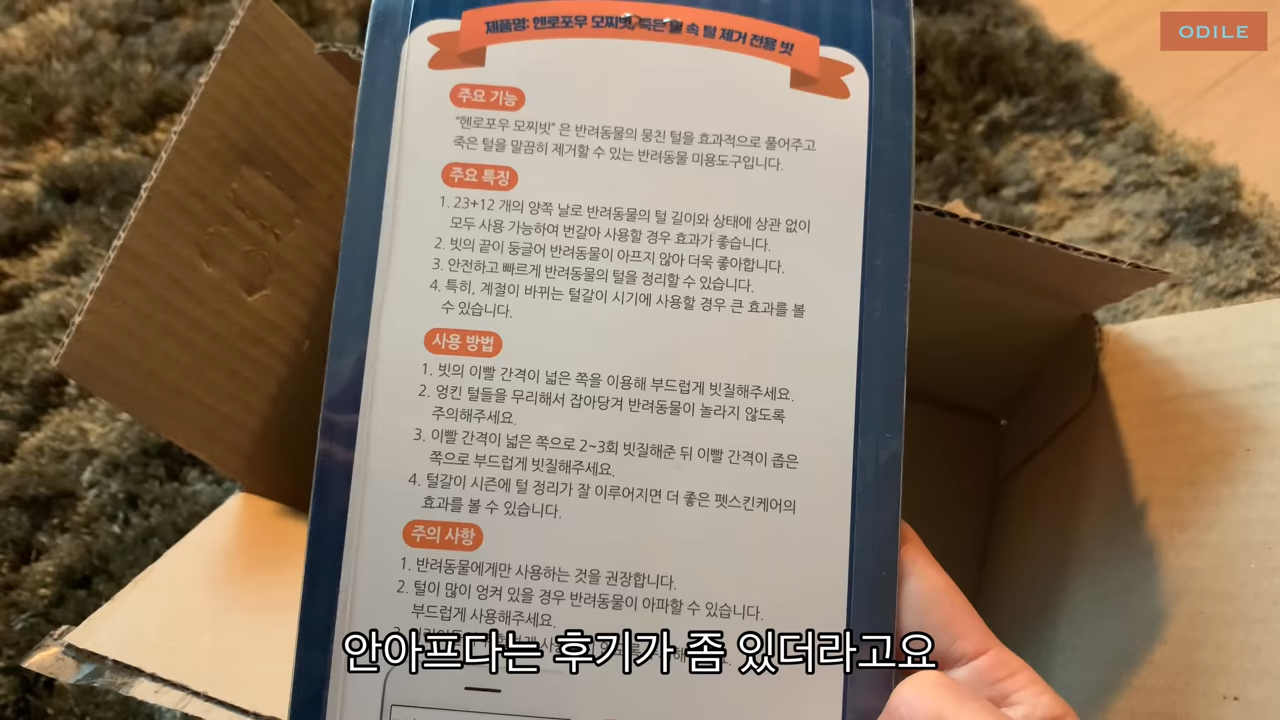 ODILE
제품명: 헨로포우 모찌빗, 죽은 털 속 털 제거 전용 빗
주요 기능
"헨로포우 모찌빗" 은 반려동물의 뭉친 털을 효과적으로 풀어주고
죽은 털을 말끔히 제거할 수 있는 반려동물 미용도구입니다.
주요 특징
1. 23+12 개의 양쪽 날로 반려동물의 털 길이와 상태에 상관 없이
모두 사용 가능하여 번갈아 사용할 경우 효과가 좋습니다.
2. 빗의 끝이 둥글어 반려동물이 아프지 않아 더욱 좋아합니다.
3. 안전하고 빠르게 반려동물의 털을 정리할 수 있습니다.
4. 특히, 계절이 바뀌는 털갈이 시기에 사용할 경우 큰 효과를 볼
수 있습니다.
사용 방법
1. 빗의 이빨 간격이 넓은 쪽을 이용해 부드럽게 빗질해주세요.
2. 엉킨 털들을 무리해서 잡아당겨 반려동물이 놀라지 않도록
주의해주세요.
3. 이빨 간격이 넓은 쪽으로 2~3회 빗질해준 뒤 이빨 간격이 좁은
쪽으로 부드럽게 빗질해주세요.
4. 털갈이 시즌에 털 정리가 잘 이루어지면 더 좋은 펫스킨케어의
효과를 볼 수 있습니다.
주의 사항
1. 반려동물에게만 사용하는 것을 권장합니다.
2. 털이 많이 엉켜 있을 경우 반려동물이 아파할 수 있습니다.
부드럽게 사용해주세요.
안아프다는 후기가 좀 있더라고요